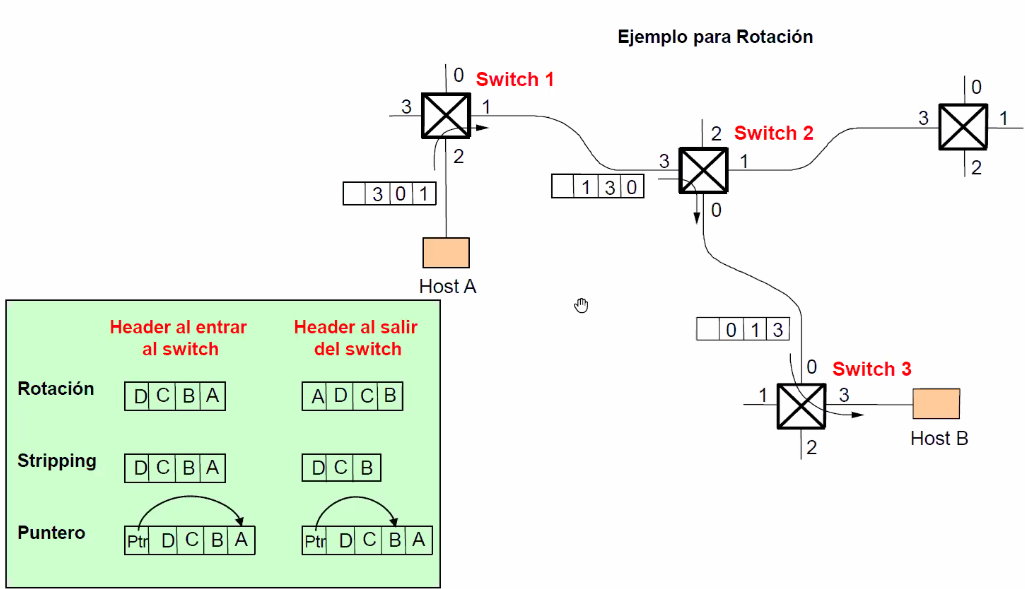 Ejemplo para Rotación
0 Switch 1
3 1
2
3 0 1
Host A
2 Switch 2
3 1
0
1 3 0
0
3 1
2
0 1 3
0 Switch 3
1 3
2
Host B
Header al entrar
al switch
Header al salir
del switch
Rotación D C B A A D C B
Stripping D C B A D C B
Puntero Ptr D C B A Ptr D C B A